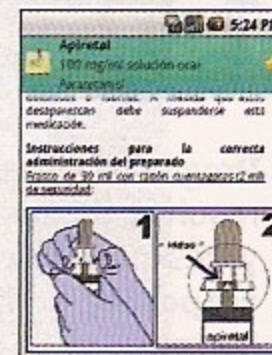 5:24 P
Apiretal
100 mg/ml solución oral
Paracetamol
desaparezcan debe suspenderse esta
medicación.
Instrucciones para la correcta
administración del preparado
Frasco de 30 ml con tapón cuentagotas (2 ml)
de seguridad:
1
2
apiretal